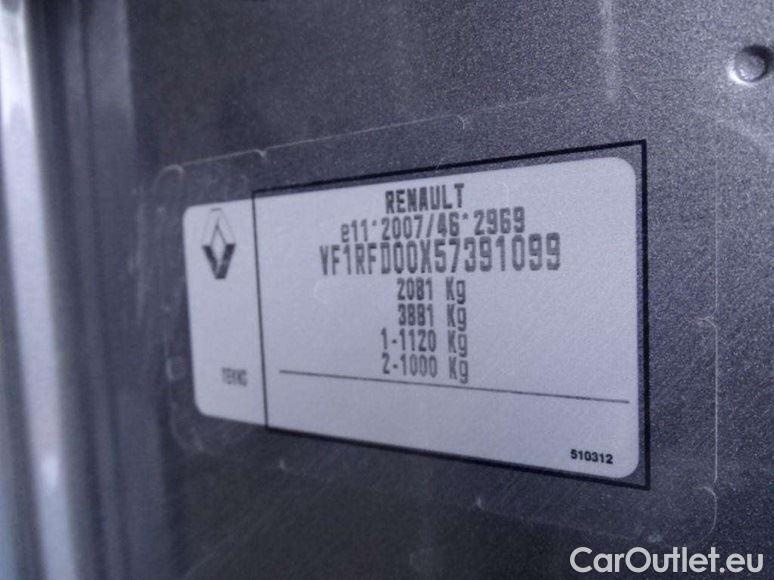 RENAULT
e11*2007/46*2969
VF1RFD00X57391099
2081 Kg
3881 Kg
1-1120 Kg
2-1000 Kg
510312
CarOutlet.eu